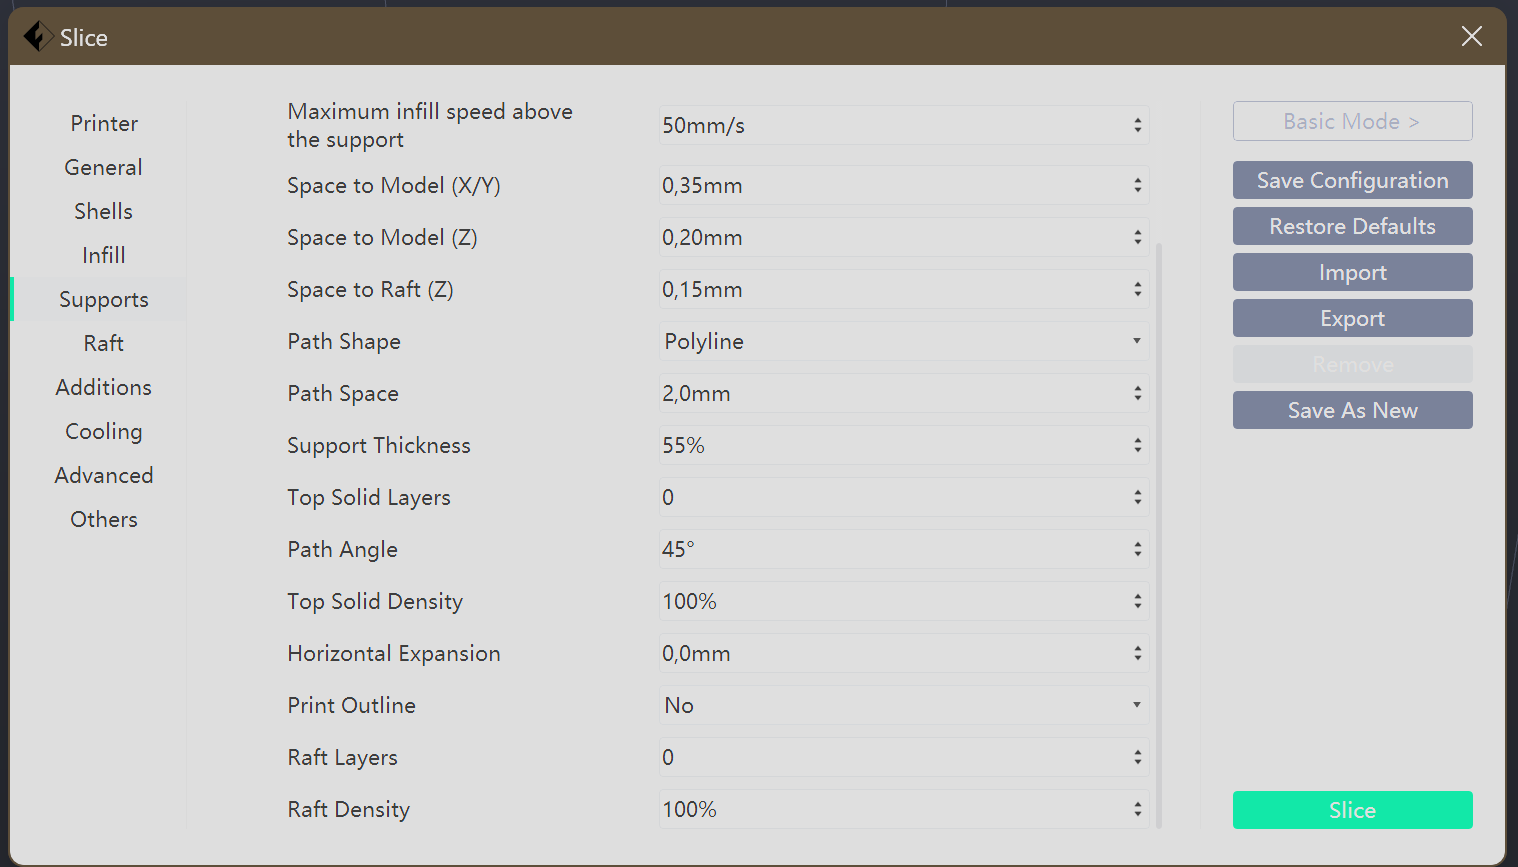 Slice
Printer
General
Shells
Infill
Supports
Raft
Additions
Cooling
Advanced
Others
Maximum infill speed above
the support
50mm/s
Space to Model (X/Y)
0,35mm
Space to Model (Z)
0,20mm
Space to Raft (Z)
0,15mm
Path Shape
Polyline
Path Space
2,0mm
Support Thickness
55%
Top Solid Layers
0
Path Angle
45°
Top Solid Density
100%
Horizontal Expansion
0,0mm
Print Outline
No
Raft Layers
0
Raft Density
100%
Basic Mode >
Save Configuration
Restore Defaults
Import
Export
Remove
Save As New
Slice